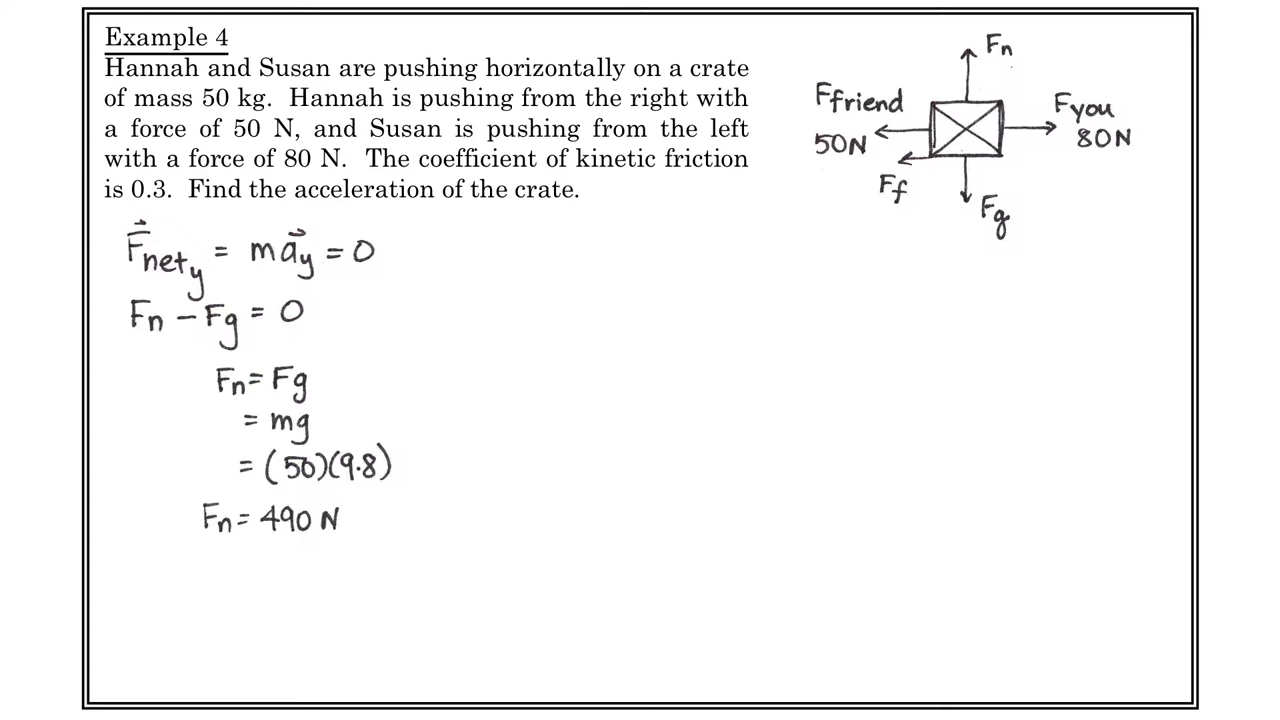 Example 4
Hannah and Susan are pushing horizontally on a crate
of mass 50 kg. Hannah is pushing from the right with
a force of 50 N, and Susan is pushing from the left
with a force of 80 N. The coefficient of kinetic friction
is 0.3. Find the acceleration of the crate.
Fn
Ffriend
50N
Fyou
80N
Ff
Fg
F⃗net y = ma⃗y = 0
Fn - Fg = 0
Fn = Fg
= mg
= (50)(9.8)
Fn = 490 N